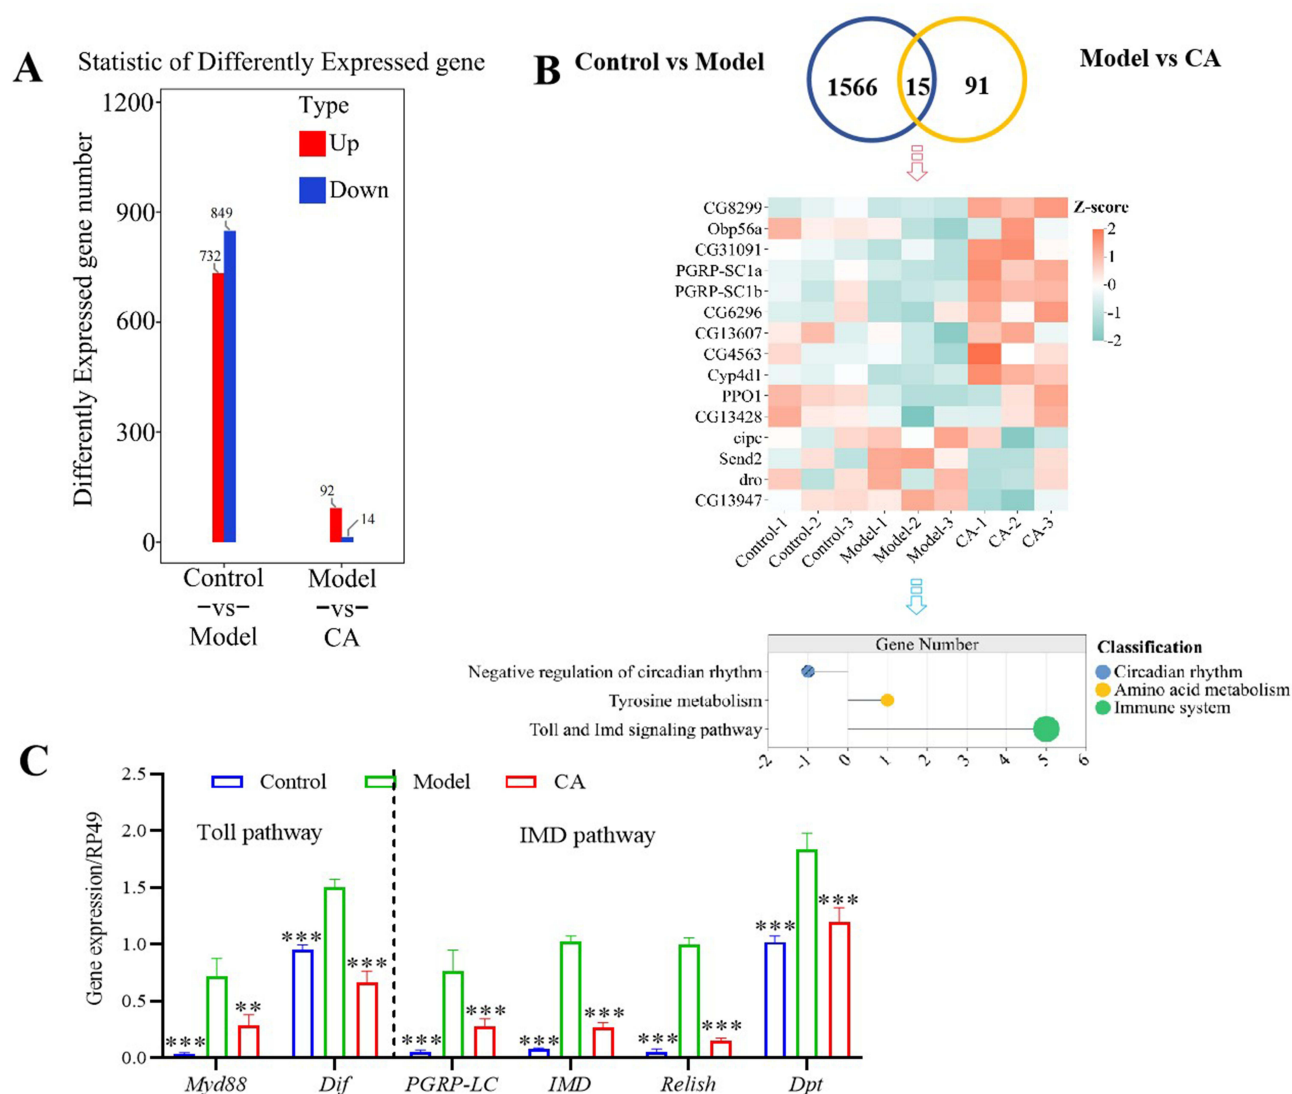 A
Statistic of Differently Expressed gene
Differently Expressed gene number
1200
900
600
300
0
Type
Up
Down
849
732
92
14
Control
-vs-
Model
Model
-vs-
CA
B
Control vs Model
Model vs CA
1566
15
91
CG8299
Obp56a
CG31091
PGRP-SC1a
PGRP-SC1b
CG6296
CG13607
CG4563
Cyp4d1
PPO1
CG13428
cipc
Send2
dro
CG13947
Control-1
Control-2
Control-3
Model-1
Model-2
Model-3
CA-1
CA-2
CA-3
Z-score
2
1
0
-1
-2
Gene Number
Negative regulation of circadian rhythm
Tyrosine metabolism
Toll and Imd signaling pathway
-2 -1 0 1 2 3 4 5 6
Classification
Circadian rhythm
Amino acid metabolism
Immune system
C
Gene expression/RP49
2.5
2.0
1.5
1.0
0.5
0.0
Control Model CA
Toll pathway
IMD pathway
*** **
*** ***
*** ***
*** ***
*** ***
*** ***
Myd88 Dif PGRP-LC IMD Relish Dpt